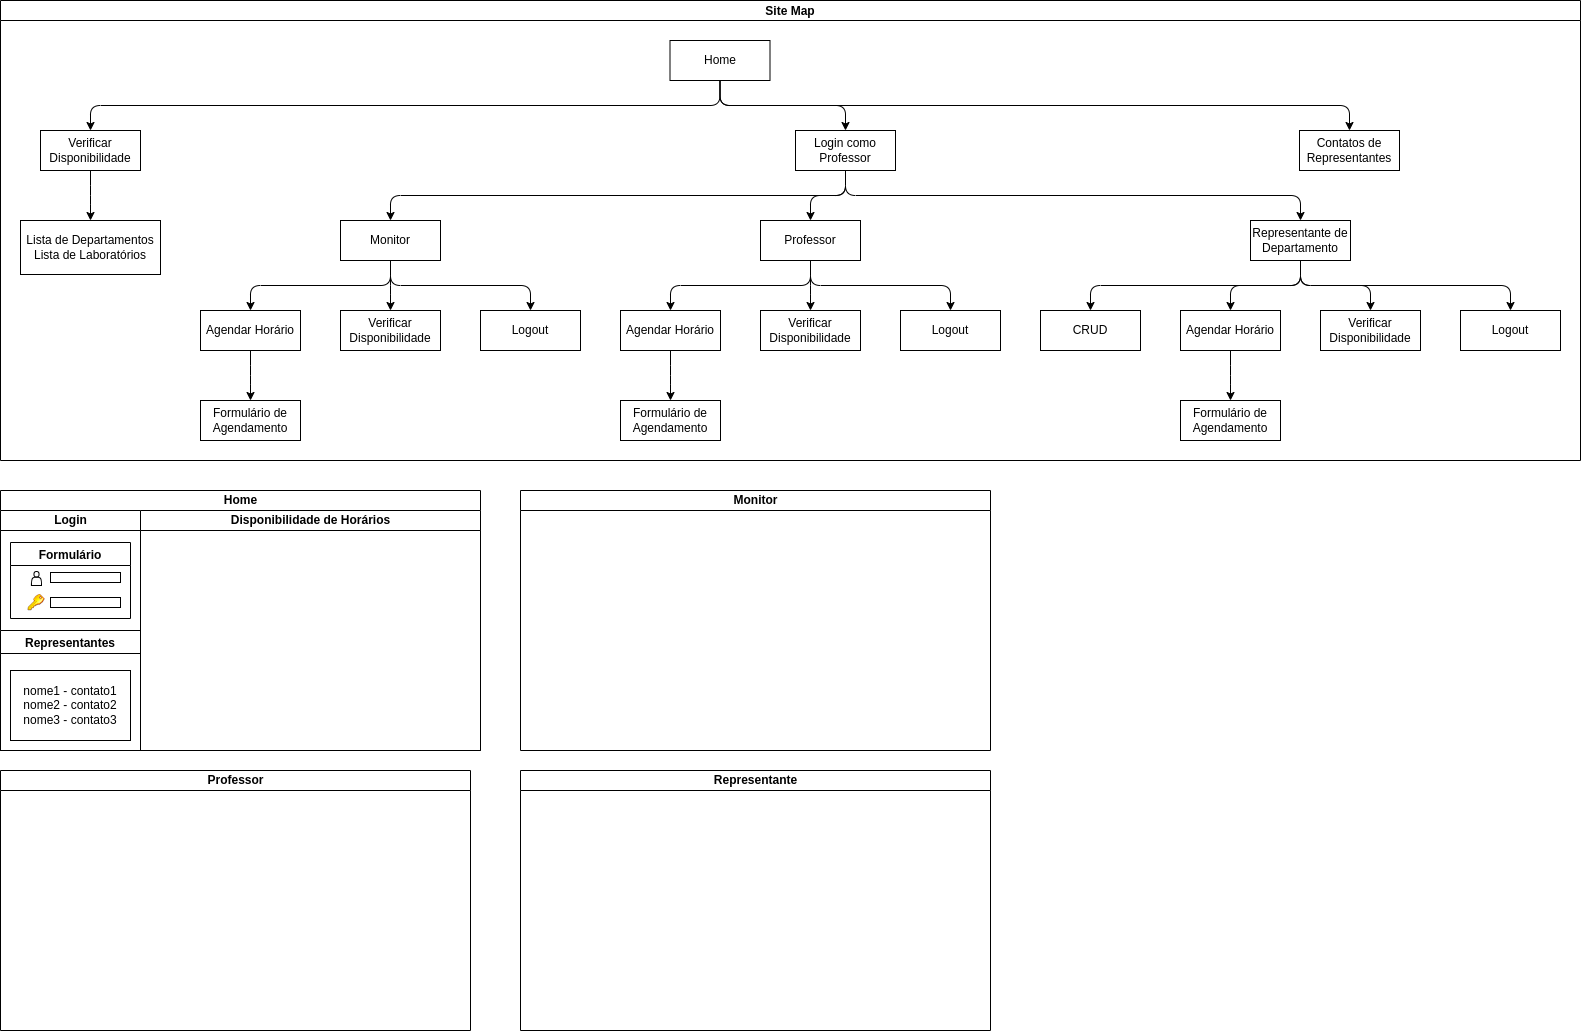 Site Map
Home
Verificar
Disponibilidade
Login como
Professor
Contatos de
Representantes
Lista de Departamentos
Lista de Laboratórios
Monitor
Professor
Representante de
Departamento
Agendar Horário
Verificar
Disponibilidade
Logout
Agendar Horário
Verificar
Disponibilidade
Logout
CRUD
Agendar Horário
Verificar
Disponibilidade
Logout
Formulário de
Agendamento
Formulário de
Agendamento
Formulário de
Agendamento
Home
Login
Disponibilidade de Horários
Formulário
Representantes
nome1 - contato1
nome2 - contato2
nome3 - contato3
Monitor
Professor
Representante